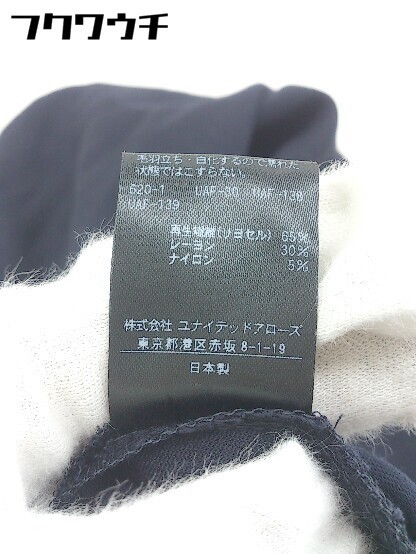 フクワウチ
毛羽立ち・白化するので濡れた
状態ではこすらない。
620-1 UAF-30 UAF-130
UAF-139
再生繊維(リヨセル) 65%
レーヨン 30%
ナイロン 5%
株式会社 ユナイテッドアローズ
東京都港区赤坂 8-1-19
日本製